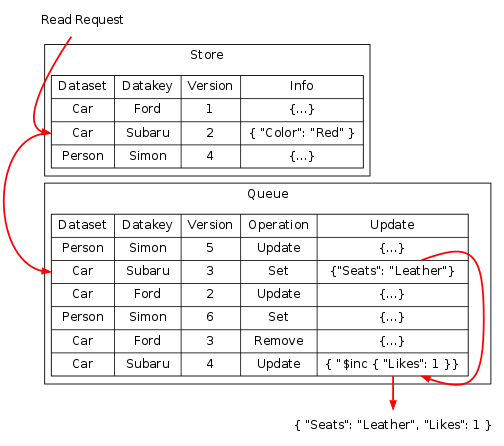 Read Request
Store
Dataset Datakey Version Info
Car Ford 1 {...}
Car Subaru 2 { "Color": "Red" }
Person Simon 4 {...}
Queue
Dataset Datakey Version Operation Update
Person Simon 5 Update {...}
Car Subaru 3 Set {"Seats": "Leather"}
Car Ford 2 Update {...}
Person Simon 6 Set {...}
Car Ford 3 Remove {...}
Car Subaru 4 Update { "$inc { "Likes": 1 }}
{ "Seats": "Leather", "Likes": 1 }